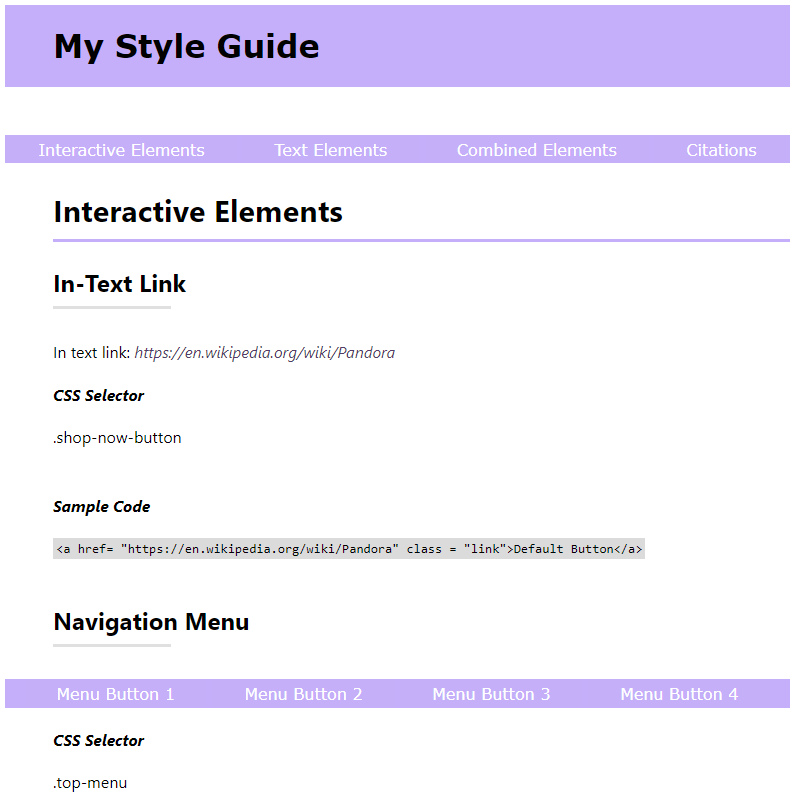 My Style Guide
Interactive Elements Text Elements Combined Elements Citations
Interactive Elements
In-Text Link
In text link: https://en.wikipedia.org/wiki/Pandora
CSS Selector
.shop-now-button
Sample Code
<a href= "https://en.wikipedia.org/wiki/Pandora" class = "link">Default Button</a>
Navigation Menu
Menu Button 1 Menu Button 2 Menu Button 3 Menu Button 4
CSS Selector
.top-menu